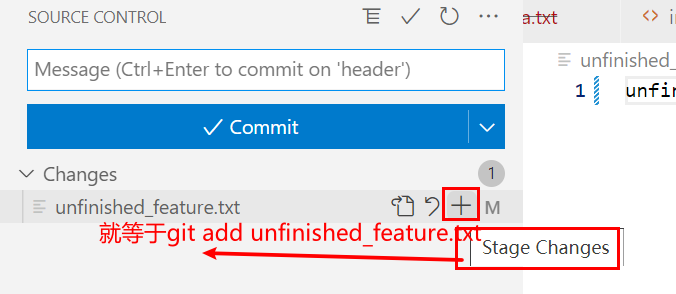 SOURCE CONTROL
a.txt
Message (Ctrl+Enter to commit on 'header')
unfinished_
1
Commit
Changes
1
unfinished_feature.txt
M
就等于git add unfinished_feature.txt
Stage Changes